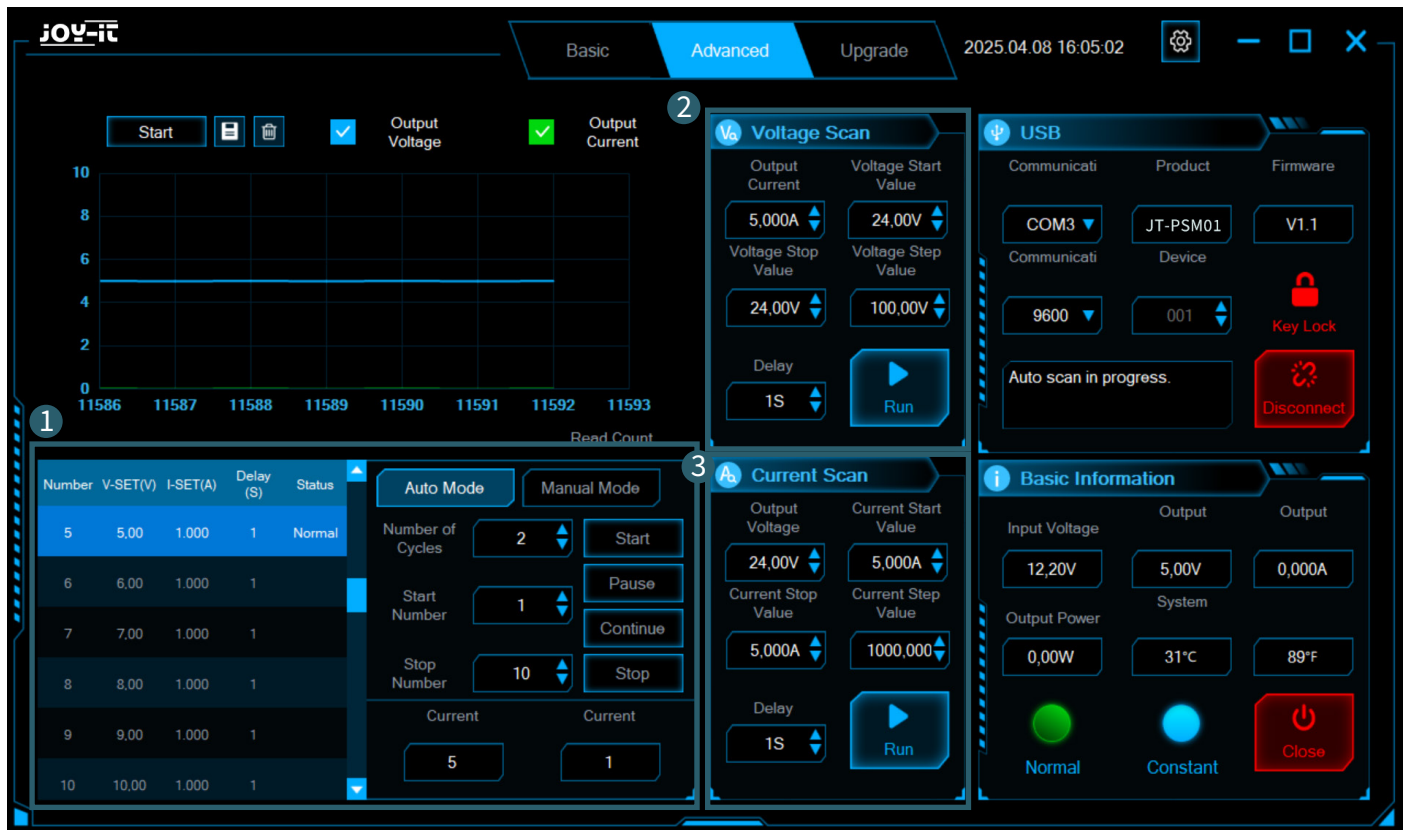 JOY-iT
Basic
Advanced
Upgrade
2025.04.08 16:05:02
Start
Output
Voltage
Output
Current
10
8
6
4
2
0
11586 11587 11588 11589 11590 11591 11592 11593
Read Count
1
Number V-SET(V) I-SET(A) Delay (S) Status
5 5,00 1.000 1 Normal
6 6,00 1.000 1
7 7,00 1.000 1
8 8,00 1.000 1
9 9,00 1.000 1
10 10,00 1.000 1
Auto Mode
Manual Mode
Number of
Cycles
2
Start
Start
Number
1
Pause
Continue
Stop
Number
10
Stop
Current
Current
5
1
2
Voltage Scan
Output
Current
Voltage Start
Value
5,000A
24,00V
Voltage Stop
Value
Voltage Step
Value
24,00V
100,00V
Delay
1S
Run
3
Current Scan
Output
Voltage
Current Start
Value
24,00V
5,000A
Current Stop
Value
Current Step
Value
5,000A
1000,000
Delay
1S
Run
USB
Communicati
Product
Firmware
COM3
JT-PSM01
V1.1
Communicati
Device
9600
001
Key Lock
Auto scan in progress.
Disconnect
Basic Information
Input Voltage
Output
Output
12,20V
5,00V
0,000A
Output Power
System
0,00W
31°C
89°F
Normal
Constant
Close